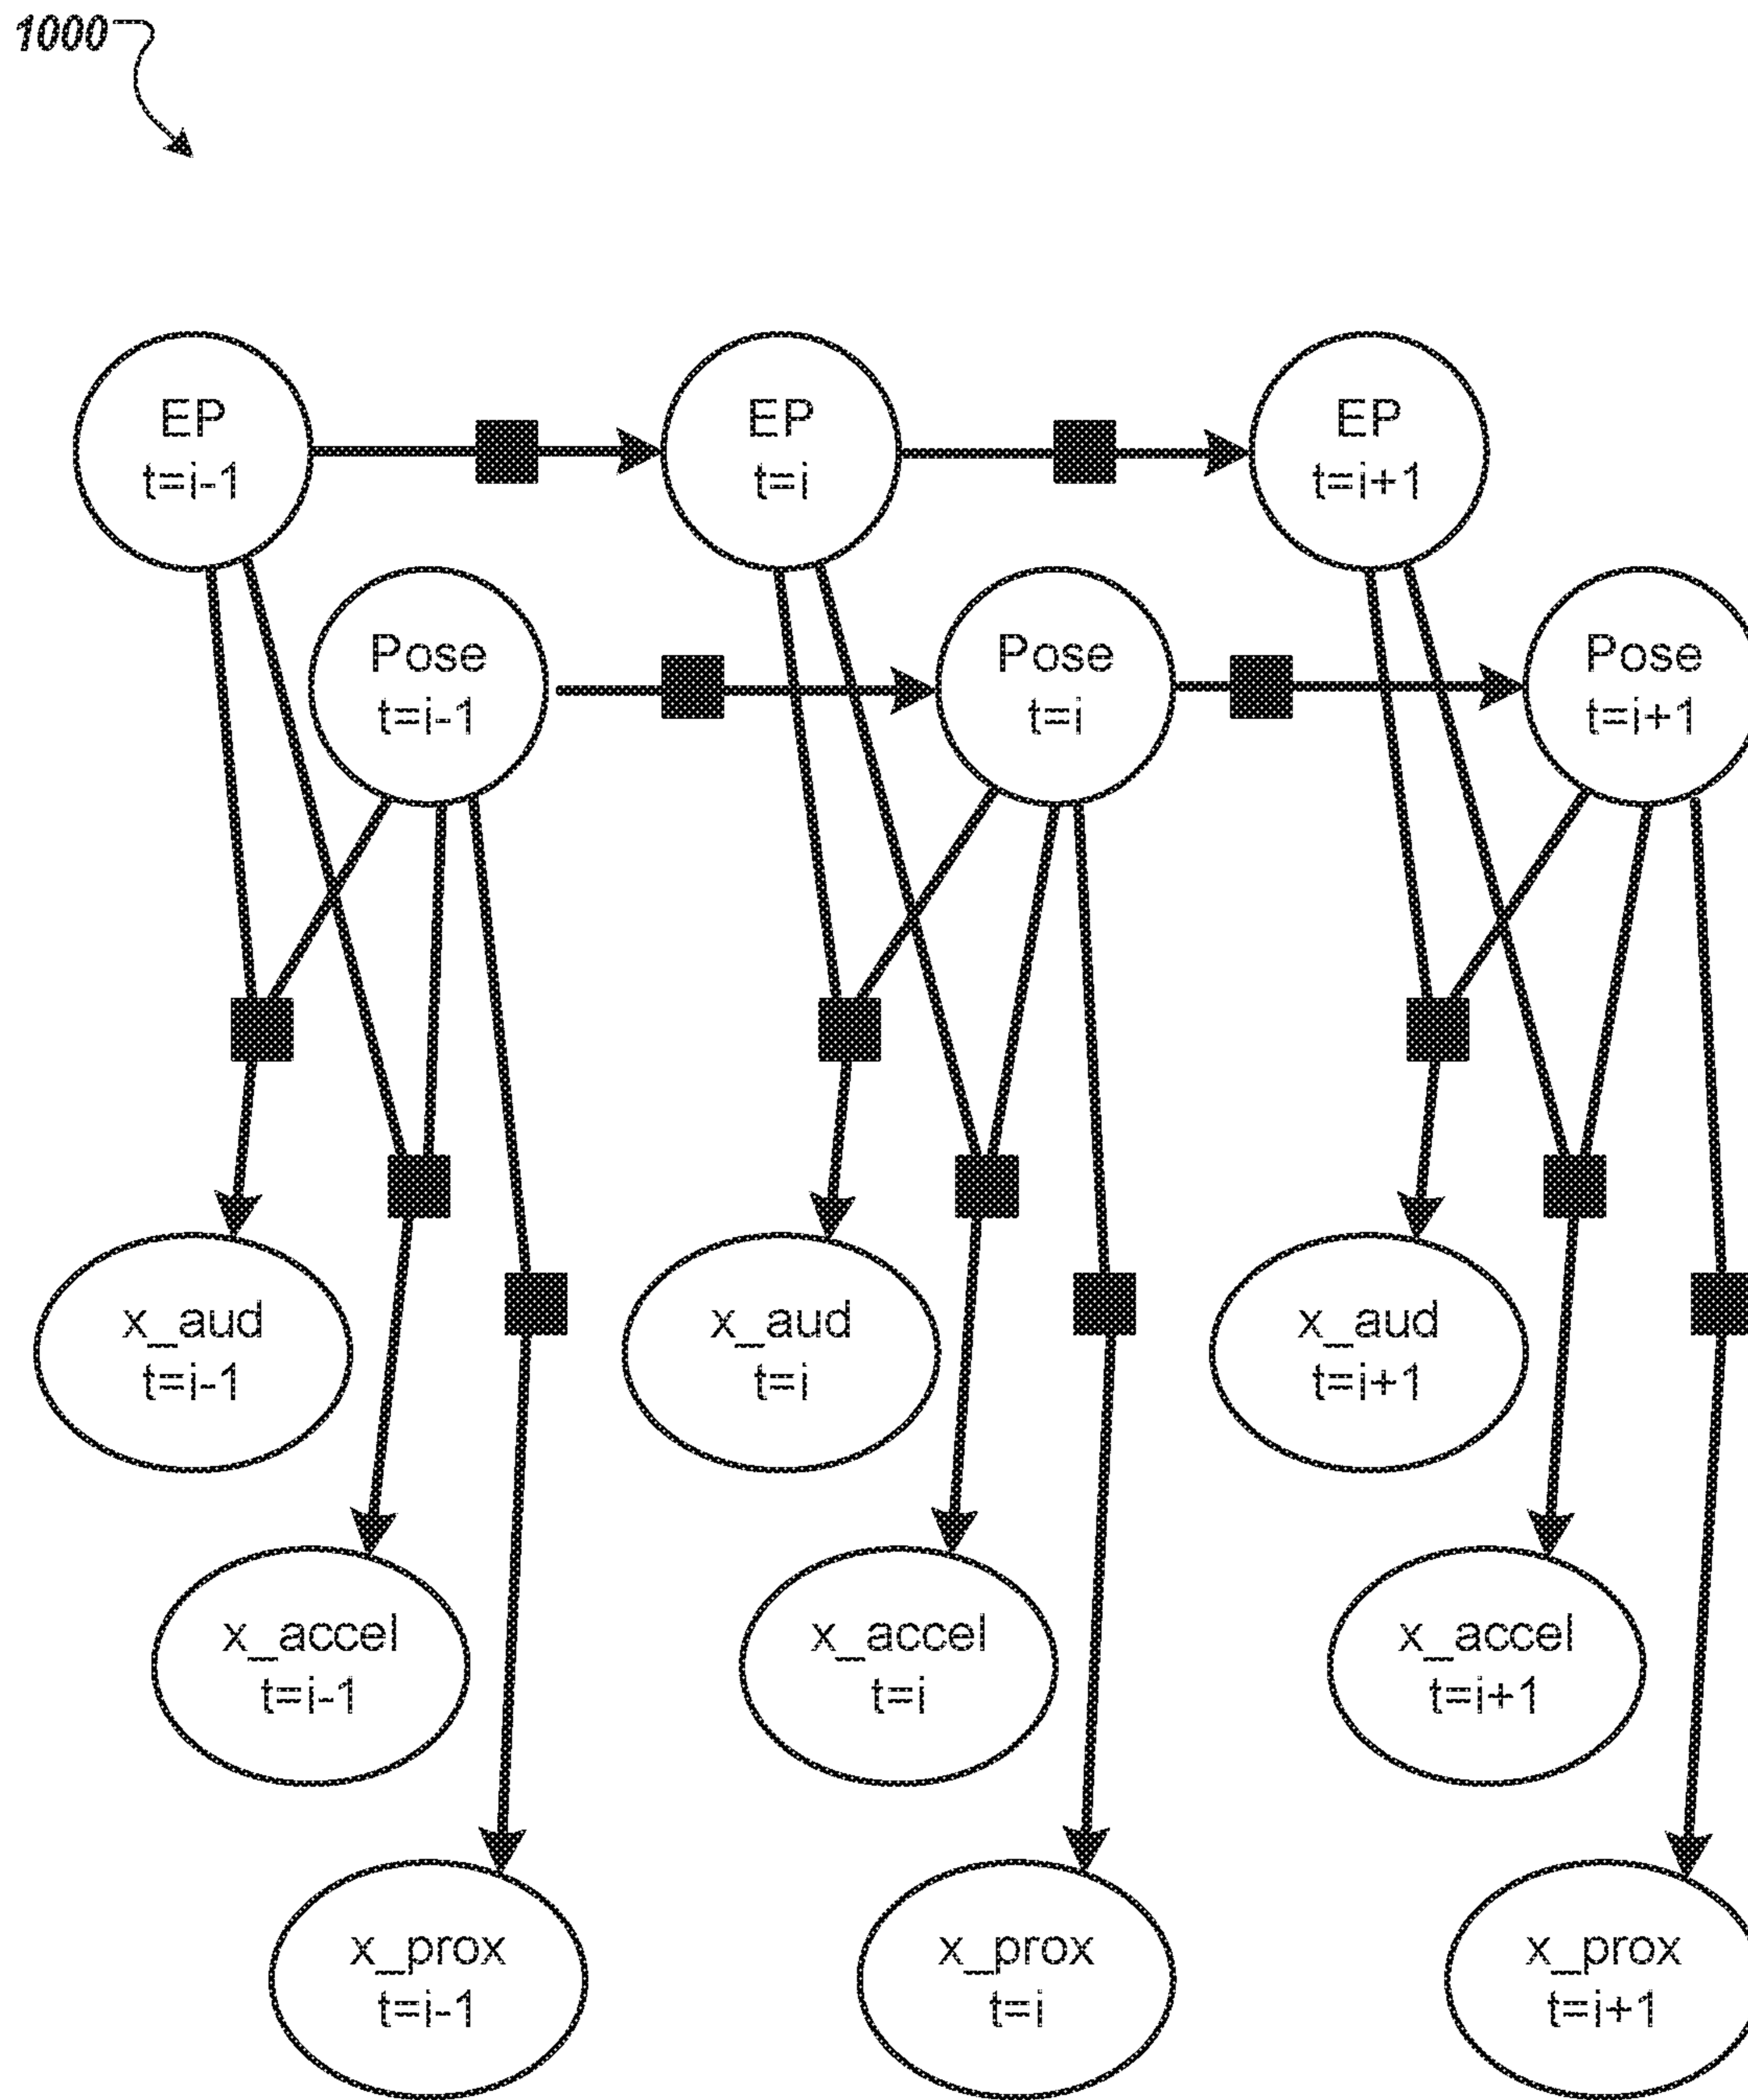 1000
EP
t=i-1
EP
t=i
EP
t=i+1
Pose
t=i-1
Pose
t=i
Pose
t=i+1
x_aud
t=i-1
x_aud
t=i
x_aud
t=i+1
x_accel
t=i-1
x_accel
t=i
x_accel
t=i+1
x_prox
t=i-1
x_prox
t=i
x_prox
t=i+1